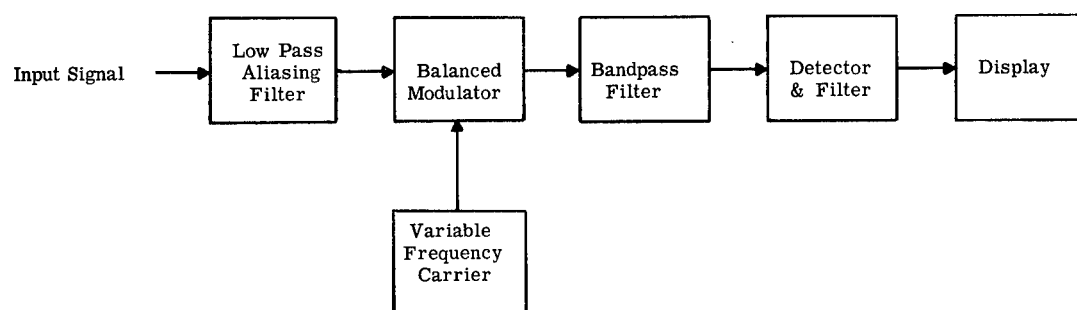 Input Signal
Low Pass
Aliasing
Filter
Balanced
Modulator
Bandpass
Filter
Detector
& Filter
Display
Variable
Frequency
Carrier